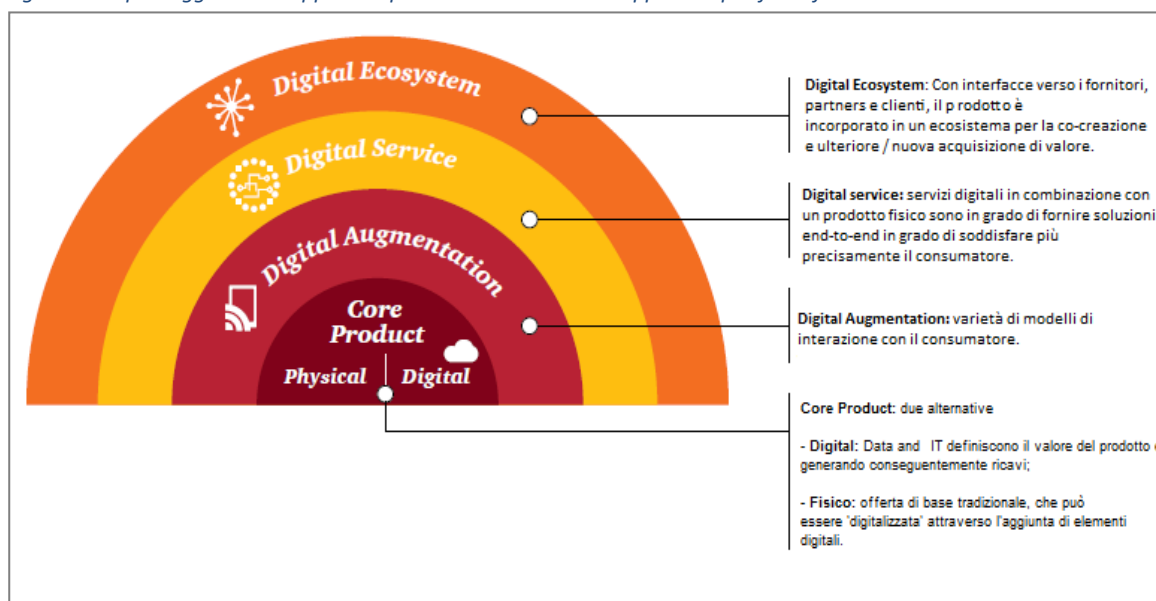 Digital Ecosystem
Digital Service
Digital Augmentation
Core
Product
Physical
Digital
Digital Ecosystem: Con interfacce verso i fornitori,
partners e clienti, il p rodotto è
incorporato in un ecosistema per la co-creazione
e ulteriore / nuova acquisizione di valore.
Digital service: servizi digitali in combinazione con
un prodotto fisico sono in grado di fornire soluzioni
end-to-end in grado di soddisfare più
precisamente il consumatore.
Digital Augmentation: varietà di modelli di
interazione con il consumatore.
Core Product: due alternative
- Digital: Data and IT definiscono il valore del prodotto
generando conseguentemente ricavi;
- Fisico: offerta di base tradizionale, che può
essere 'digitalizzata' attraverso l'aggiunta di elementi
digitali.